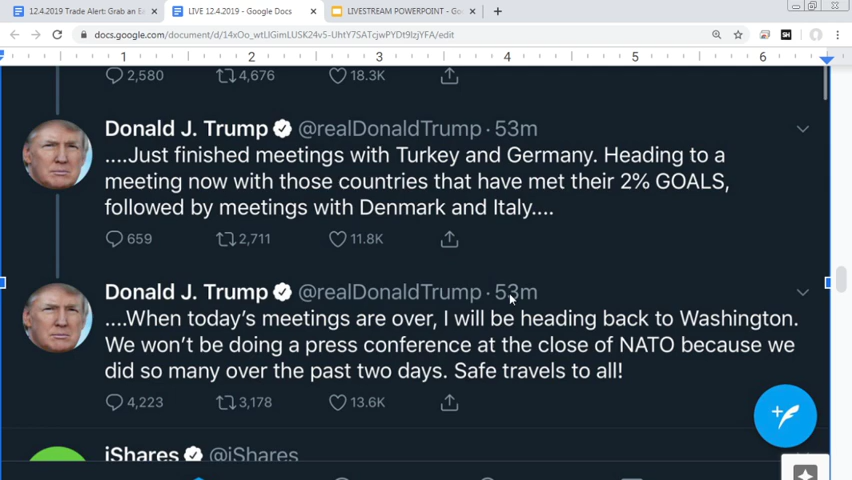 12.4.2019 Trade Alert: Grab an Ea
LIVE 12.4.2019 - Google Docs
LIVESTREAM POWERPOINT - Go
docs.google.com/document/d/14xOo_wtLlGimLUSK24v5-UhtY7SATcjwPYDt9IzjYFA/edit
1 2 3 4 5 6
2,580 4,676 18.3K
Donald J. Trump @realDonaldTrump · 53m
....Just finished meetings with Turkey and Germany. Heading to a
meeting now with those countries that have met their 2% GOALS,
followed by meetings with Denmark and Italy....
659 2,711 11.8K
Donald J. Trump @realDonaldTrump · 53m
....When today's meetings are over, I will be heading back to Washington.
We won't be doing a press conference at the close of NATO because we
did so many over the past two days. Safe travels to all!
4,223 3,178 13.6K
iShares @iShares